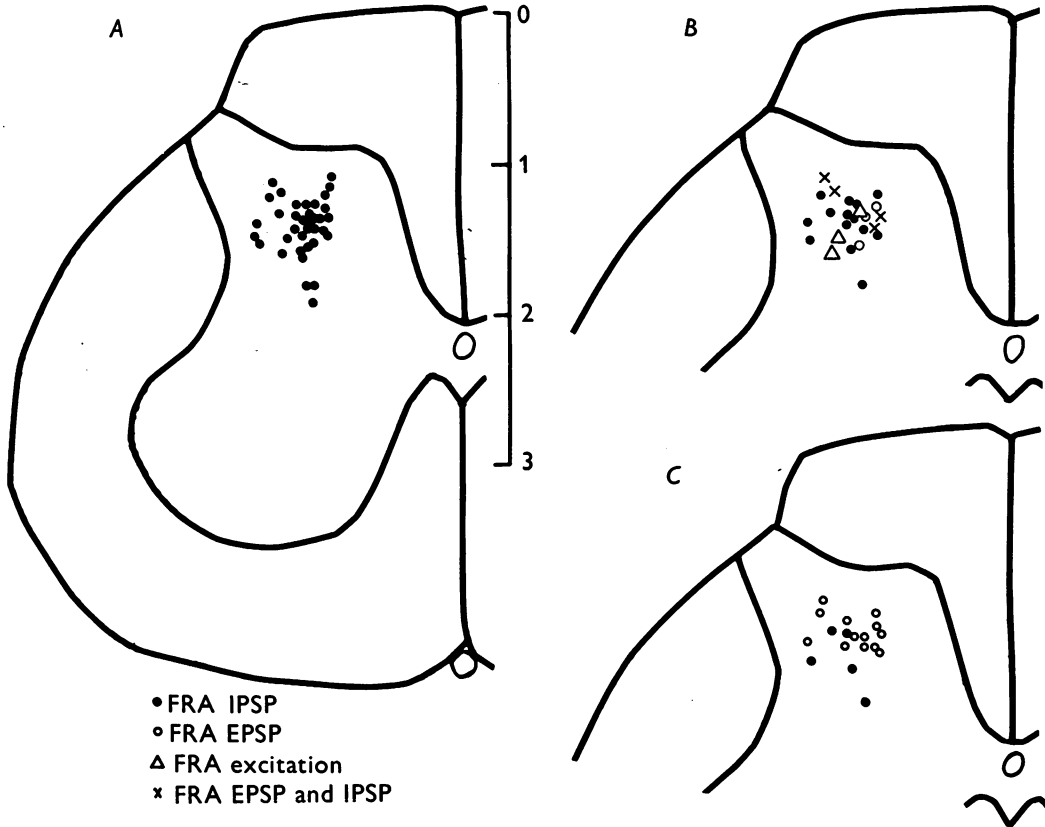 A
B
0
1
2
3
C
● FRA IPSP
○ FRA EPSP
△ FRA excitation
× FRA EPSP and IPSP